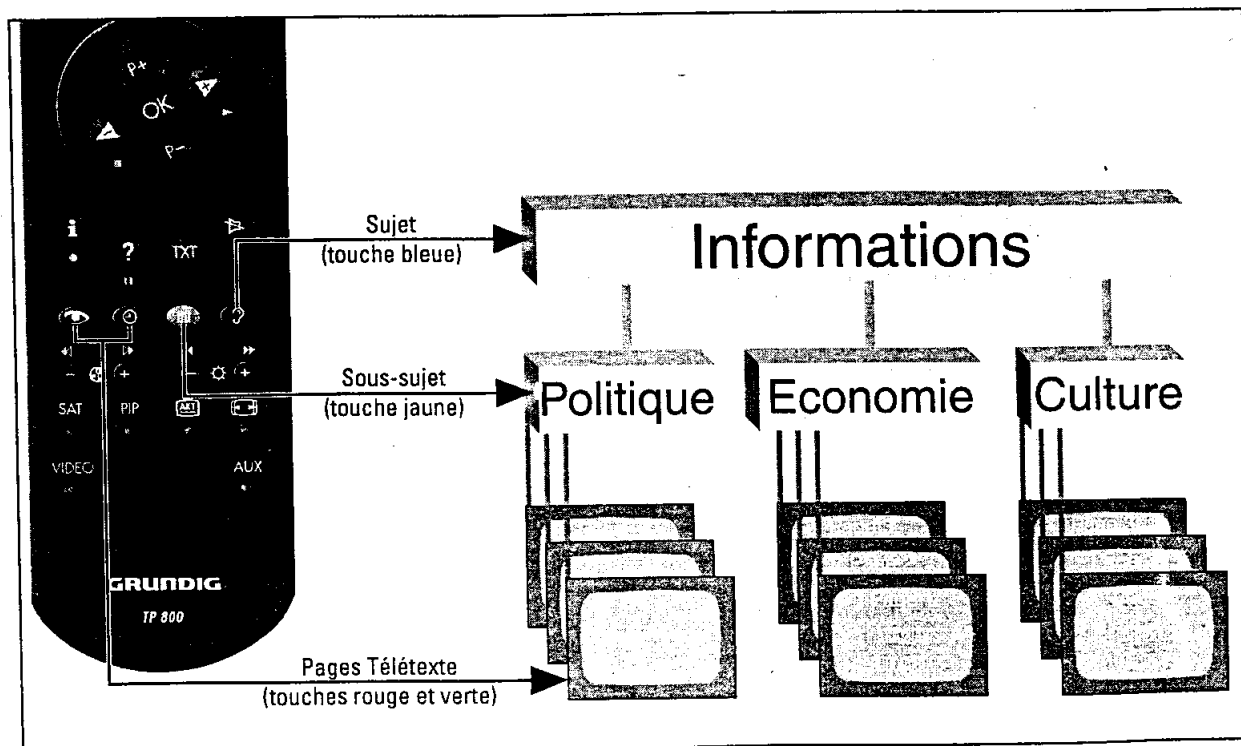 P+
OK
P-
i
?
TXT
SAT
PIP
AKT
VIDEO
AUX
GRUNDIG
TP 800
Sujet
(touche bleue)
Informations
Sous-sujet
(touche jaune)
Politique
Economie
Culture
Pages Télétexte
(touches rouge et verte)